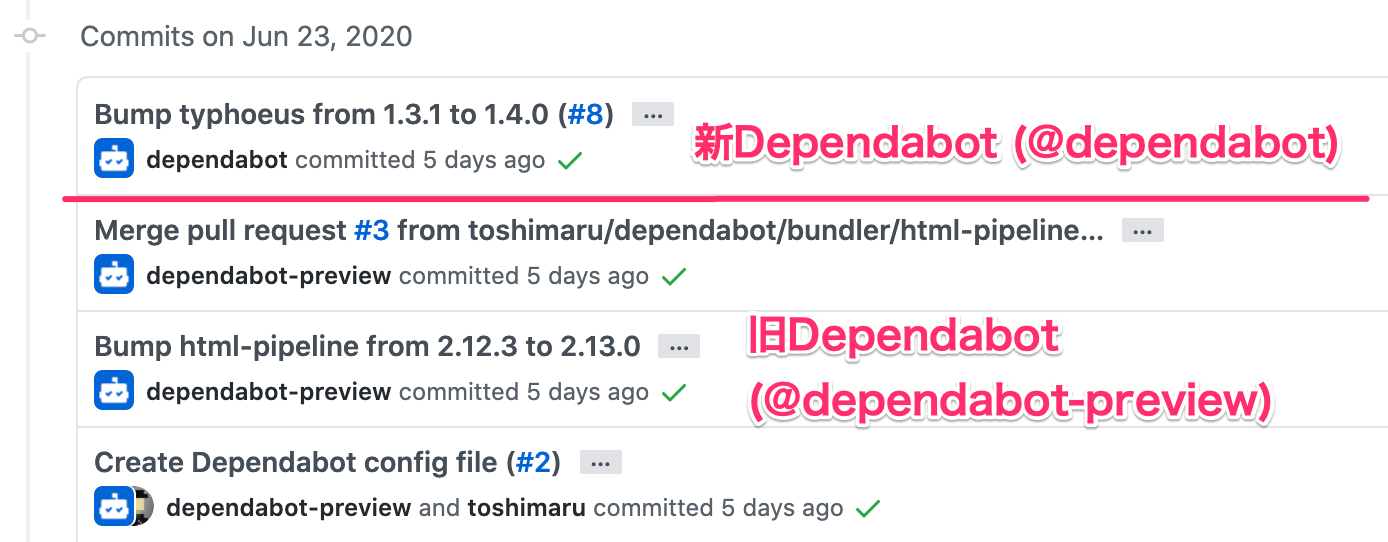 Commits on Jun 23, 2020
Bump typhoeus from 1.3.1 to 1.4.0 (#8) ...
dependabot committed 5 days ago
新Dependabot (@dependabot)
Merge pull request #3 from toshimaru/dependabot/bundler/html-pipeline... ...
dependabot-preview committed 5 days ago
Bump html-pipeline from 2.12.3 to 2.13.0 ...
dependabot-preview committed 5 days ago
旧Dependabot
(@dependabot-preview)
Create Dependabot config file (#2) ...
dependabot-preview and toshimaru committed 5 days ago